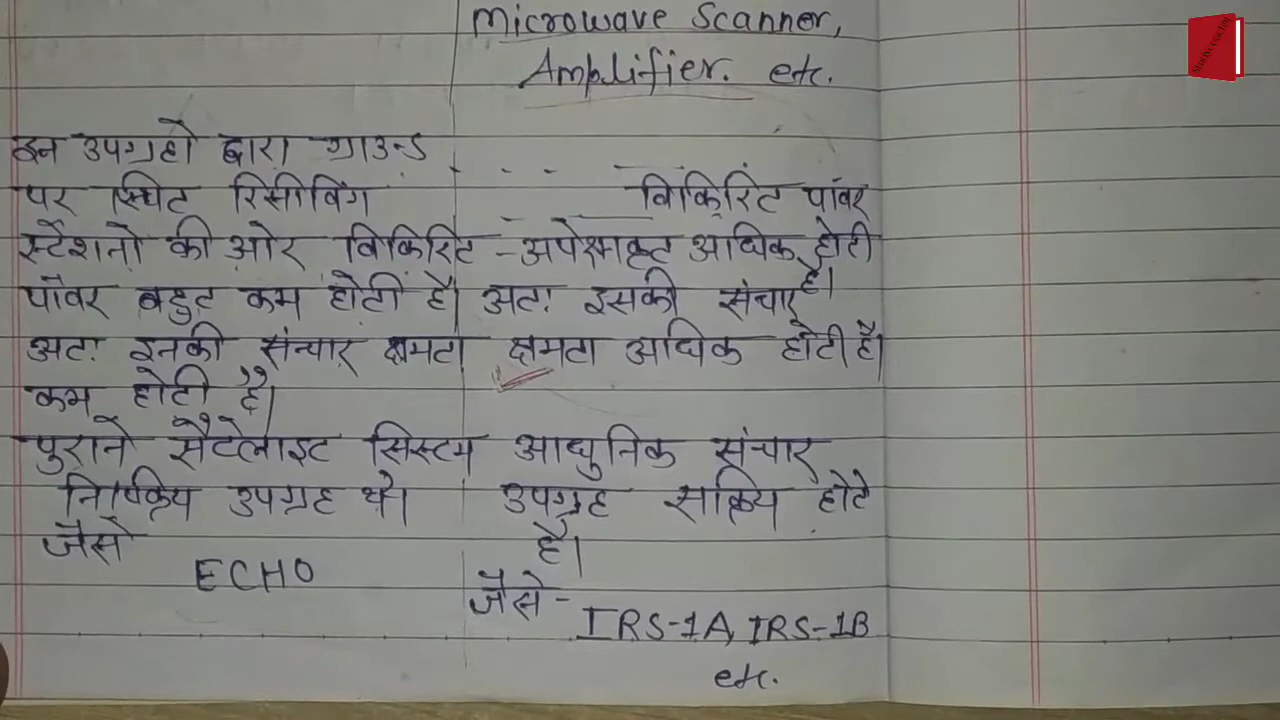 Microwave Scanner,
Amplifier. etc.
इन उपग्रहो द्वारा ग्राउन्ड
पर स्थित रिसीविंग
स्टेशनो की ओर विकिरित
पॉवर बहुत कम होती है।
अतः इनकी संचार क्षमता
कम होती है।
विकिरित पॉवर
अपेक्षाकृत अधिक होती
है।
अतः इसकी संचार
क्षमता अधिक होती है।
पुराने सैटेलाइट सिस्टम
निष्क्रिय उपग्रह थे।
जैसे
ECHO
आधुनिक संचार
उपग्रह सक्रिय होते
है।
जैसे -
IRS-1A, IRS-1B
etc.